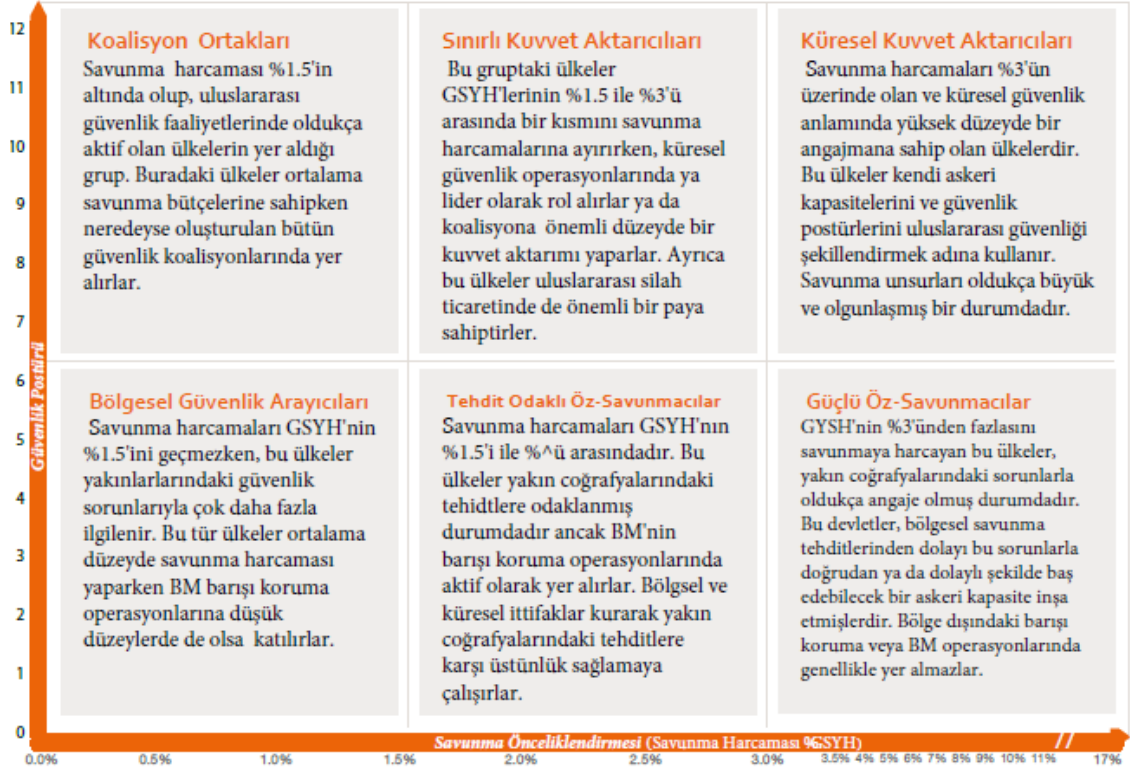 12
11
10
9
8
7
6
5
4
3
2
1
0
Güvenlik Postürü
Koalisyon Ortakları
Savunma harcaması %1.5'in
altında olup, uluslararası
güvenlik faaliyetlerinde oldukça
aktif olan ülkelerin yer aldığı
grup. Buradaki ülkeler ortalama
savunma bütçelerine sahipken
neredeyse oluşturulan bütün
güvenlik koalisyonlarında yer
alırlar.
Sınırlı Kuvvet Aktarıcılıarı
Bu gruptaki ülkeler
GSYH'lerinin %1.5 ile %3'ü
arasında bir kısmını savunma
harcamalarına ayırırken, küresel
güvenlik operasyonlarında ya
lider olarak rol alırlar ya da
koalisyona önemli düzeyde bir
kuvvet aktarımı yaparlar. Ayrıca
bu ülkeler uluslararası silah
ticaretinde de önemli bir paya
sahiptirler.
Küresel Kuvvet Aktarıcıları
Savunma harcamaları %3'ün
üzerinde olan ve küresel güvenlik
anlamında yüksek düzeyde bir
angajmana sahip olan ülkelerdir.
Bu ülkeler kendi askeri
kapasitelerini ve güvenlik
postürlerini uluslararası güvenliği
şekillendirmek adına kullanır.
Savunma unsurları oldukça büyük
ve olgunlaşmış bir durumdadır.
Bölgesel Güvenlik Arayıcıları
Savunma harcamaları GSYH'nin
%1.5'ini geçmezken, bu ülkeler
yakınlarlarındaki güvenlik
sorunlarıyla çok daha fazla
ilgilenir. Bu tür ülkeler ortalama
düzeyde savunma harcaması
yaparken BM barışı koruma
operasyonlarına düşük
düzeylerde de olsa katılırlar.
Tehdit Odaklı Öz-Savunmacılar
Savunma harcamaları GSYH'nın
%1.5'i ile %^ü arasındadır. Bu
ülkeler yakın coğrafyalarındaki
tehidtlere odaklanmış
durumdadır ancak BM'nin
barışı koruma operasyonlarında
aktif olarak yer alırlar. Bölgsel ve
küresel ittifaklar kurarak yakın
coğrafyalarındaki tehditlere
karşı üstünlük sağlamaya
çalışırlar.
Güçlü Öz-Savunmacılar
GYSH'nin %3'ünden fazlasını
savunmaya harcayan bu ülkeler,
yakın coğrafyalarındaki sorunlarla
oldukça angaje olmuş durumdadır.
Bu devletler, bölgesel savunma
tehditlerinden dolayı bu sorunlarla
doğrudan ya da dolaylı şekilde baş
edebilecek bir askeri kapasite inşa
etmişlerdir. Bölge dışındaki barışı
koruma veya BM operasyonlarında
genellikle yer almazlar.
Savunma Önceliklendirmesi (Savunma Harcaması %GSYH) //
0.0% 0.5% 1.0% 1.5% 2.0% 2.5% 3.0% 3.5% 4% 5% 6% 7% 8% 9% 10% 11% 17%